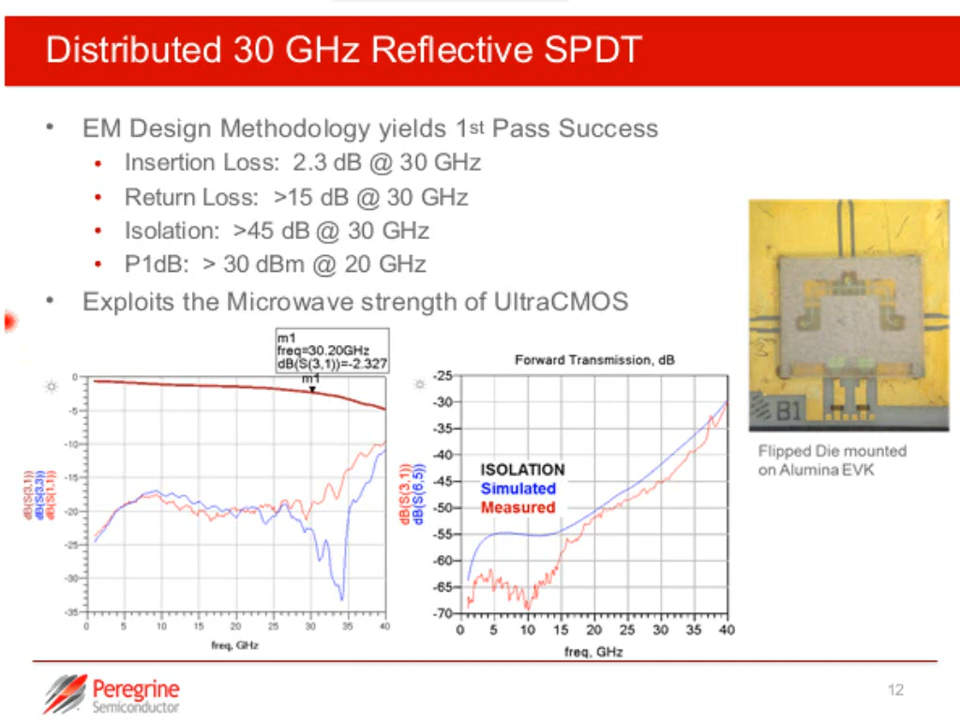 Distributed 30 GHz Reflective SPDT
• EM Design Methodology yields 1st Pass Success
• Insertion Loss: 2.3 dB @ 30 GHz
• Return Loss: >15 dB @ 30 GHz
• Isolation: >45 dB @ 30 GHz
• P1dB: > 30 dBm @ 20 GHz
• Exploits the Microwave strength of UltraCMOS
m1
freq=30.20GHz
dB(S(3,1))=-2.327
m1
0
-5
-10
-15
-20
-25
-30
-35
dB(S(3,1))
dB(S(3,3))
dB(S(1,1))
0 5 10 15 20 25 30 35 40
freq, GHz
Forward Transmission, dB
-25
-30
-35
-40
-45
-50
-55
-60
-65
-70
dB(S(3,1))
dB(S(6,5))
ISOLATION
Simulated
Measured
0 5 10 15 20 25 30 35 40
freq, GHz
B1
Flipped Die mounted
on Alumina EVK
Peregrine
Semiconductor
12